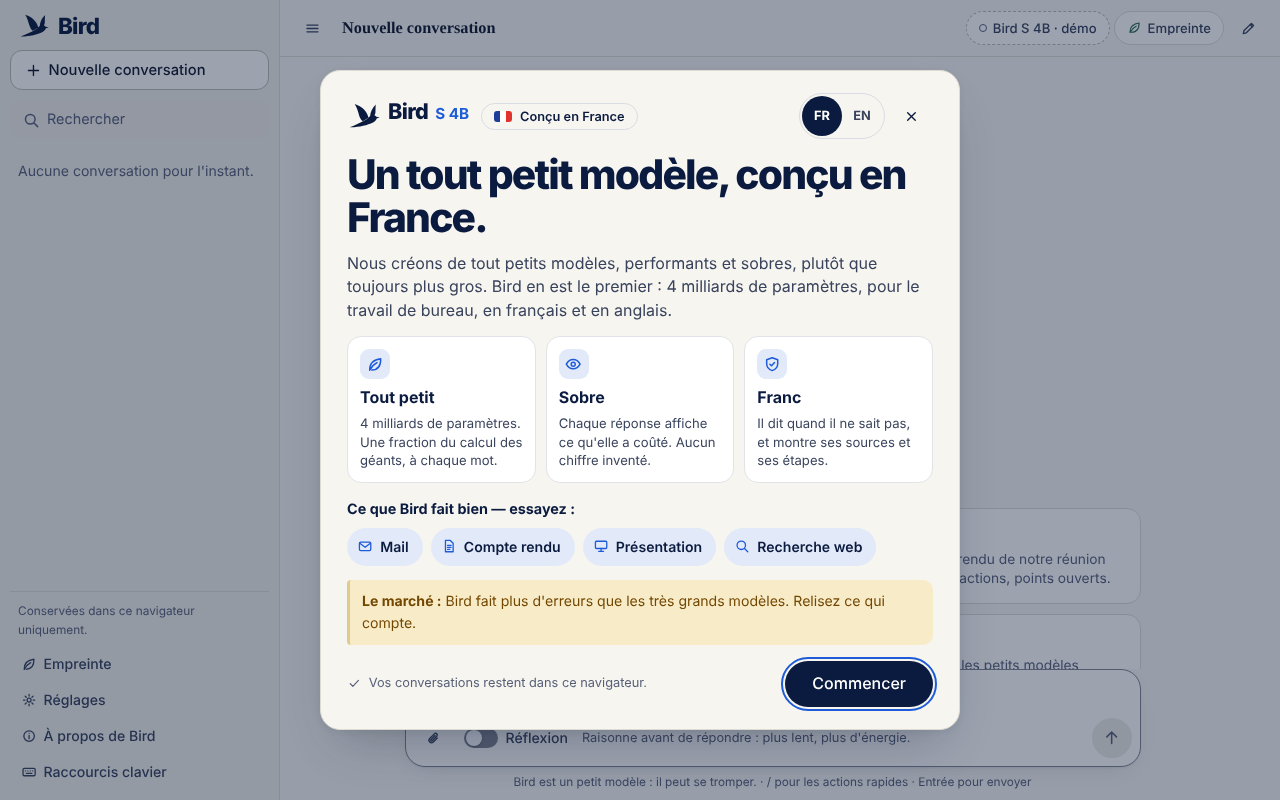 Bird
Nouvelle conversation
Rechercher
Aucune conversation pour l'instant.
Conservées dans ce navigateur
uniquement.
Empreinte
Réglages
À propos de Bird
Raccourcis clavier
Nouvelle conversation
Bird S 4B · démo
Empreinte
Bird S 4B
Conçu en France
FR EN
Un tout petit modèle, conçu en
France.
Nous créons de tout petits modèles, performants et sobres, plutôt que
toujours plus gros. Bird en est le premier : 4 milliards de paramètres, pour le
travail de bureau, en français et en anglais.
Tout petit
4 milliards de paramètres.
Une fraction du calcul des
géants, à chaque mot.
Sobre
Chaque réponse affiche
ce qu'elle a coûté. Aucun
chiffre inventé.
Franc
Il dit quand il ne sait pas,
et montre ses sources et
ses étapes.
Ce que Bird fait bien — essayez :
Mail
Compte rendu
Présentation
Recherche web
Le marché : Bird fait plus d'erreurs que les très grands modèles. Relisez ce qui
compte.
Vos conversations restent dans ce navigateur.
Commencer
rendu de notre réunion
actions, points ouverts.
les petits modèles
Réflexion
Raisonne avant de répondre : plus lent, plus d'énergie.
Bird est un petit modèle : il peut se tromper. · / pour les actions rapides · Entrée pour envoyer